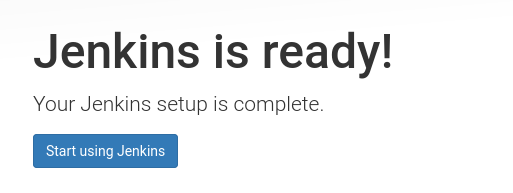 Jenkins is ready!
Your Jenkins setup is complete.
Start using Jenkins